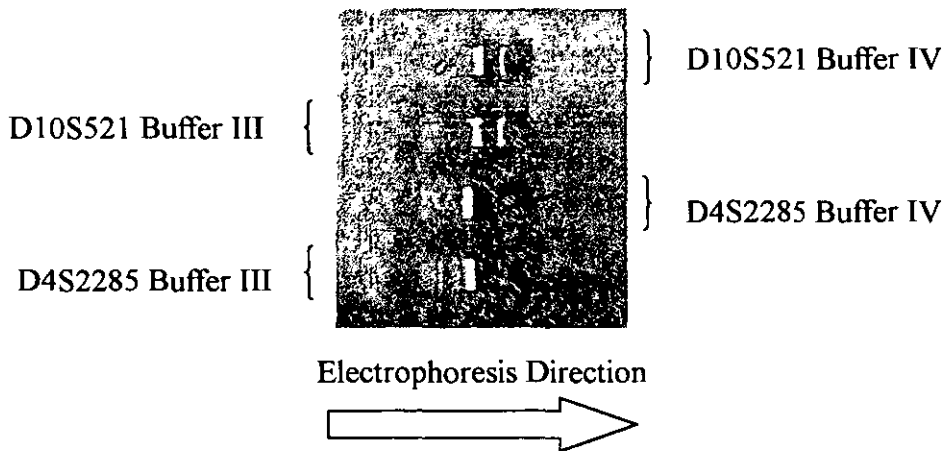 D10S521 Buffer IV
D10S521 Buffer III
D4S2285 Buffer IV
D4S2285 Buffer III
Electrophoresis Direction